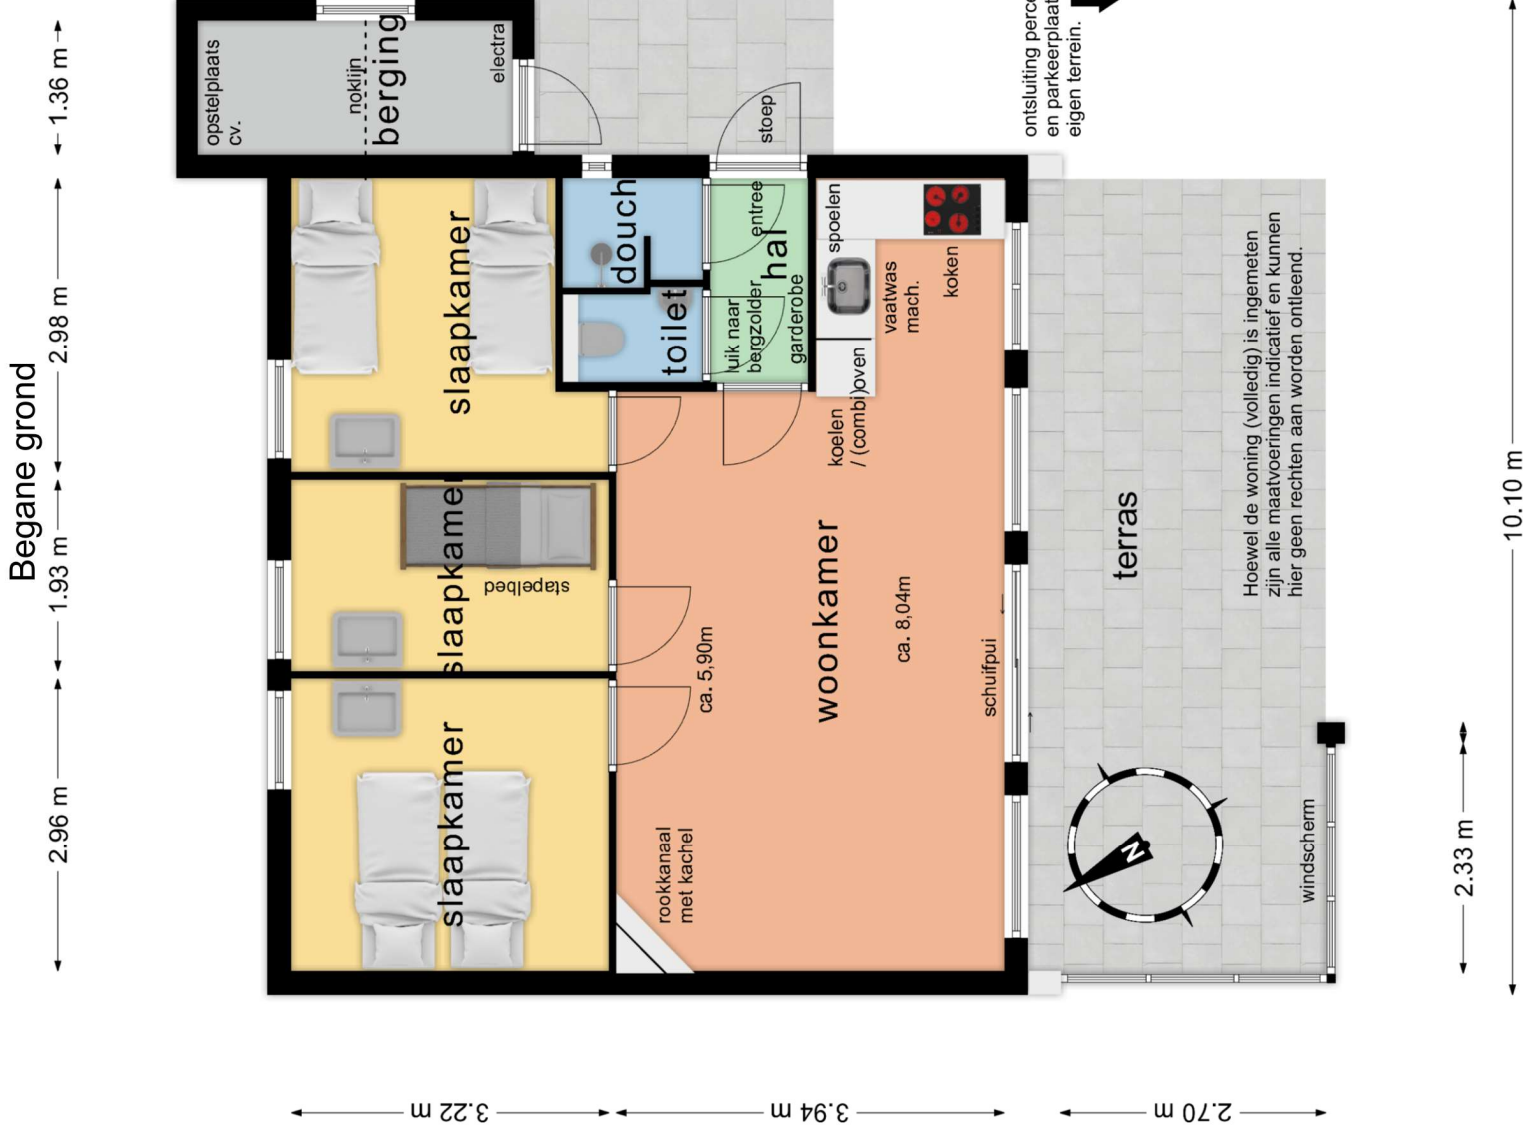 Begane grond
1.36 m
2.98 m
1.93 m
2.96 m
opstelplaats
cv.
noklijn
berging
electra
stoep
slaapkamer
douch
toilet
entree
hal
luik naar
bergzolder
garderobe
spoelen
vaatwas
mach.
koken
koelen
/ (combi)oven
slaapkamer
stapelbed
slaapkamer
woonkamer
ca. 5,90m
ca. 8,04m
schuifpui
rookkanaal
met kachel
terras
windscherm
N
ontsluiting perce
en parkeerplaat
eigen terrein.
Hoewel de woning (volledig) is ingemeten
zijn alle maatvoeringen indicatief en kunnen
hier geen rechten aan worden ontleend.
10.10 m
2.33 m
3.22 m
3.94 m
2.70 m